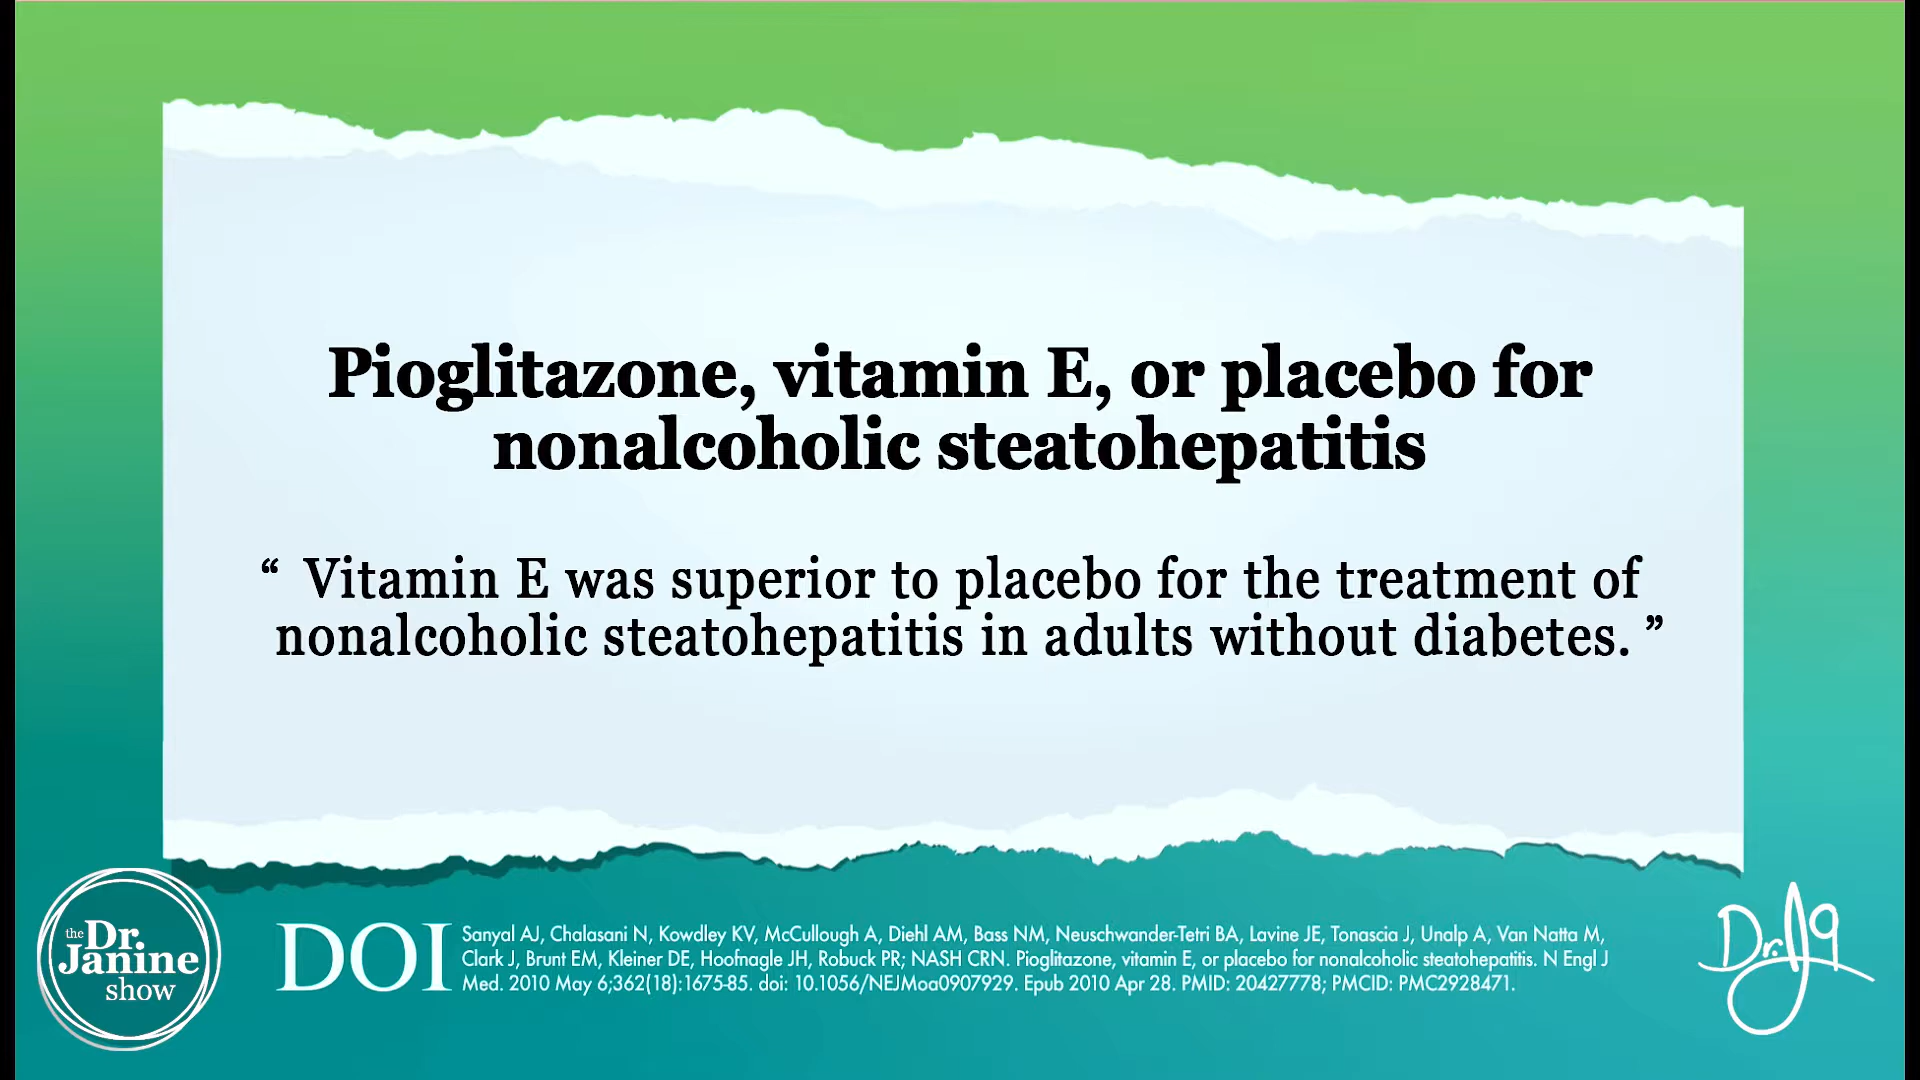 Pioglitazone, vitamin E, or placebo for
nonalcoholic steatohepatitis
“ Vitamin E was superior to placebo for the treatment of
nonalcoholic steatohepatitis in adults without diabetes. ”
the Dr.
Janine
show
DOI
Sanyal AJ, Chalasani N, Kowdley KV, McCullough A, Diehl AM, Bass NM, Neuschwander-Tetri BA, Lavine JE, Tonascia J, Unalp A, Van Natta M,
Clark J, Brunt EM, Kleiner DE, Hoofnagle JH, Robuck PR; NASH CRN. Pioglitazone, vitamin E, or placebo for nonalcoholic steatohepatitis. N Engl J
Med. 2010 May 6;362(18):1675-85. doi: 10.1056/NEJMoa0907929. Epub 2010 Apr 28. PMID: 20427778; PMCID: PMC2928471.
Dr. J9